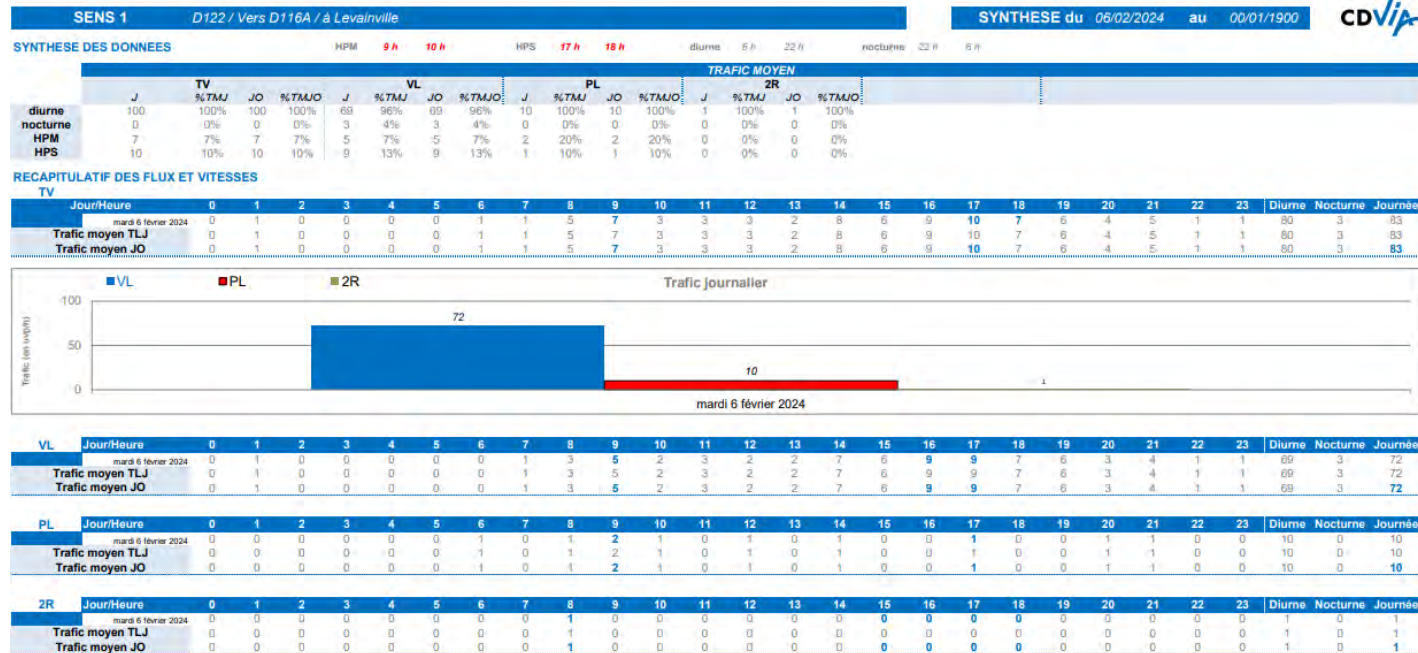 SENS 1 D122 / Vers D116A / à Levainville SYNTHESE du 06/02/2024 au 00/01/1900 CDVIA
SYNTHESE DES DONNEES HPM 9 h 10 h HPS 17 h 18 h diurne 6 h 22 h nocturne 22 h 6 h
TRAFIC MOYEN
TV VL PL 2R
J %TMJ JO %TMJO J %TMJ JO %TMJO J %TMJ JO %TMJO J %TMJ JO %TMJO
diurne 100 100% 100 100% 69 96% 69 96% 10 100% 10 100% 1 100% 1 100%
nocturne 0 0% 0 0% 3 4% 3 4% 0 0% 0 0% 0 0% 0 0%
HPM 7 7% 7 7% 5 7% 5 7% 2 20% 2 20% 0 0% 0 0%
HPS 10 10% 10 10% 9 13% 9 13% 1 10% 1 10% 0 0% 0 0%
RECAPITULATIF DES FLUX ET VITESSES
TV
Jour/Heure 0 1 2 3 4 5 6 7 8 9 10 11 12 13 14 15 16 17 18 19 20 21 22 23 Diurne Nocturne Journée
mardi 6 février 2024 0 1 0 0 0 0 1 1 5 7 3 3 3 2 8 6 9 10 7 6 4 5 1 1 80 3 83
Trafic moyen TLJ 0 1 0 0 0 0 1 1 5 7 3 3 3 2 8 6 9 10 7 6 4 5 1 1 80 3 83
Trafic moyen JO 0 1 0 0 0 0 1 1 5 7 3 3 3 2 8 6 9 10 7 6 4 5 1 1 80 3 83
VL PL 2R Trafic journalier
Trafic (en uvp/h)
100
72
50
10
1
0
mardi 6 février 2024
VL Jour/Heure 0 1 2 3 4 5 6 7 8 9 10 11 12 13 14 15 16 17 18 19 20 21 22 23 Diurne Nocturne Journée
mardi 6 février 2024 0 1 0 0 0 0 0 1 3 5 2 3 2 2 7 6 9 9 7 6 3 4 1 1 69 3 72
Trafic moyen TLJ 0 1 0 0 0 0 0 1 3 5 2 3 2 2 7 6 9 9 7 6 3 4 1 1 69 3 72
Trafic moyen JO 0 1 0 0 0 0 0 1 3 5 2 3 2 2 7 6 9 9 7 6 3 4 1 1 69 3 72
PL Jour/Heure 0 1 2 3 4 5 6 7 8 9 10 11 12 13 14 15 16 17 18 19 20 21 22 23 Diurne Nocturne Journée
mardi 6 février 2024 0 0 0 0 0 0 1 0 1 2 1 0 1 0 1 0 0 1 0 0 1 1 0 0 10 0 10
Trafic moyen TLJ 0 0 0 0 0 0 1 0 1 2 1 0 1 0 1 0 0 1 0 0 1 1 0 0 10 0 10
Trafic moyen JO 0 0 0 0 0 0 1 0 1 2 1 0 1 0 1 0 0 1 0 0 1 1 0 0 10 0 10
2R Jour/Heure 0 1 2 3 4 5 6 7 8 9 10 11 12 13 14 15 16 17 18 19 20 21 22 23 Diurne Nocturne Journée
mardi 6 février 2024 0 0 0 0 0 0 0 0 1 0 0 0 0 0 0 0 0 0 0 0 0 0 0 0 1 0 1
Trafic moyen TLJ 0 0 0 0 0 0 0 0 1 0 0 0 0 0 0 0 0 0 0 0 0 0 0 0 1 0 1
Trafic moyen JO 0 0 0 0 0 0 0 0 1 0 0 0 0 0 0 0 0 0 0 0 0 0 0 0 1 0 1